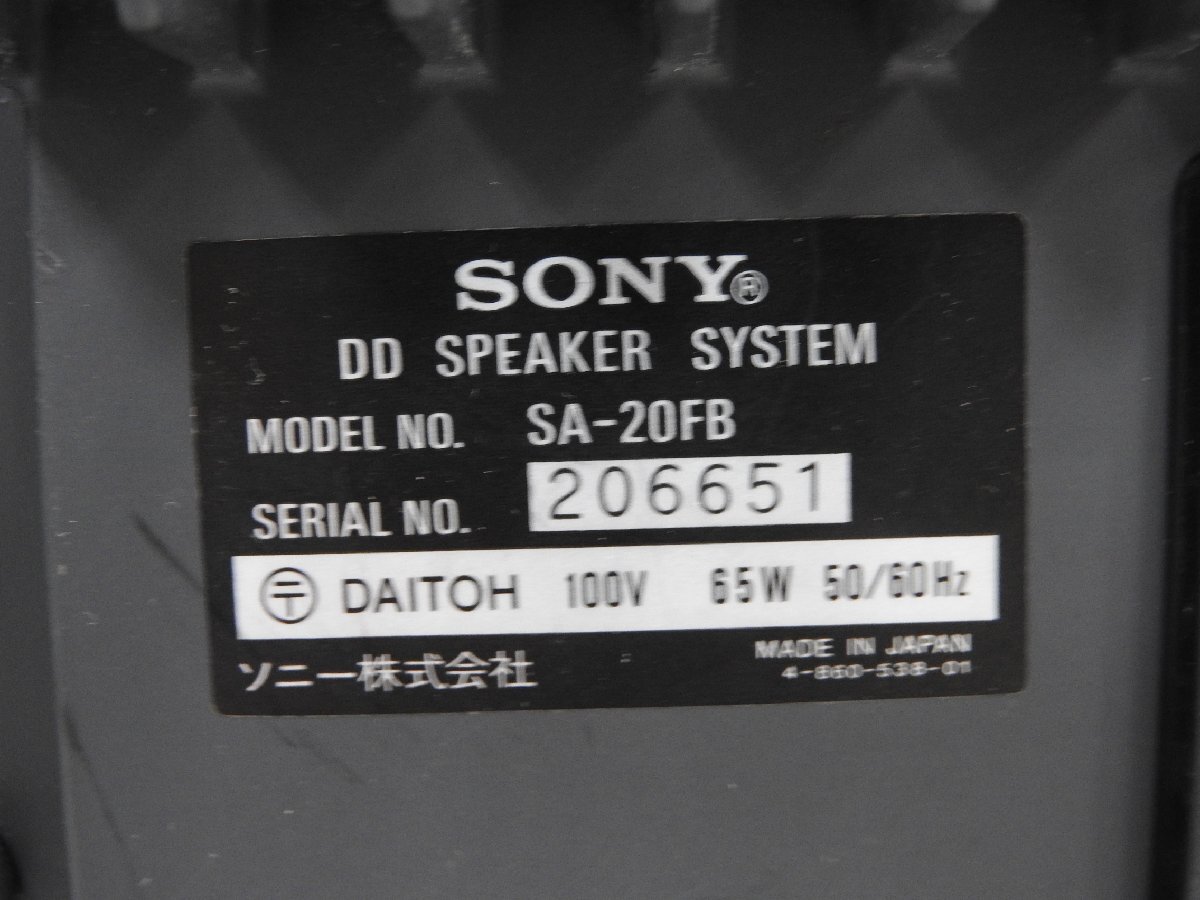 SONY®
DD SPEAKER SYSTEM
MODEL NO. SA-20FB
SERIAL NO. 206651
〶 DAITOH 100V 65W 50/60Hz
ソニー株式会社 MADE IN JAPAN
4-860-538-01